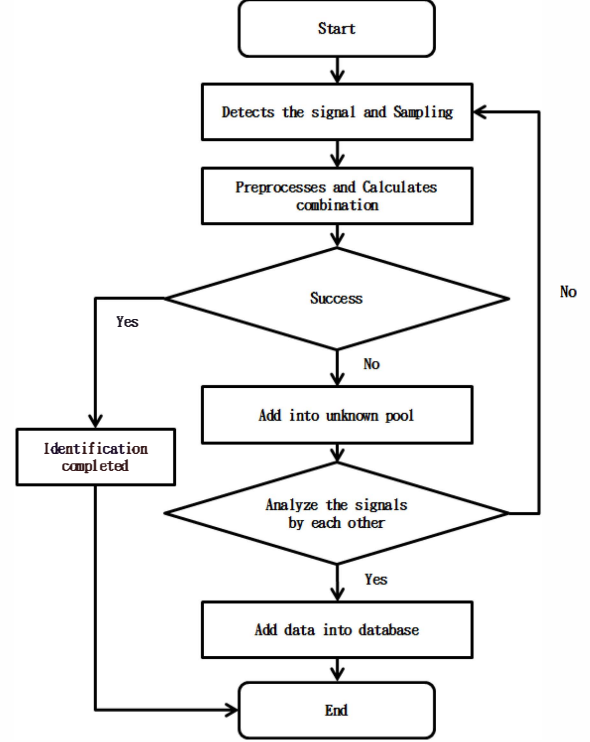 Start
Detects the signal and Sampling
Preprocesses and Calculates
combination
Success
No
Yes
No
Add into unknown pool
Identification
completed
Analyze the signals
by each other
Yes
Add data into database
End